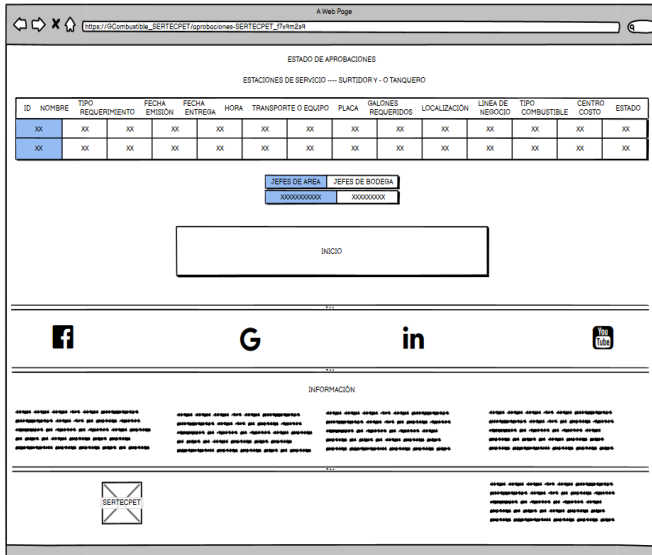 A Web Page
https://GCombustible_SERTECPET/aprobaciones-SERTECPET_f7x9m2a9
ESTADO DE APROBACIONES
ESTACIONES DE SERVICIO ---- SURTIDOR Y - O TANQUERO
ID NOMBRE TIPO REQUERIMIENTO FECHA EMISIÓN FECHA ENTREGA HORA TRANSPORTE O EQUIPO PLACA GALONES REQUERIDOS LOCALIZACIÓN LINEA DE NEGOCIO TIPO COMBUSTIBLE CENTRO COSTO ESTADO
XX XX XX XX XX XX XX XX XX XX XX XX XX XX
XX XX XX XX XX XX XX XX XX XX XX XX XX XX
JEFES DE AREA JEFES DE BODEGA
XXXXXXXXXXX XXXXXXXXX
INICIO
f G in You Tube
INFORMACIÓN
SERTECPET